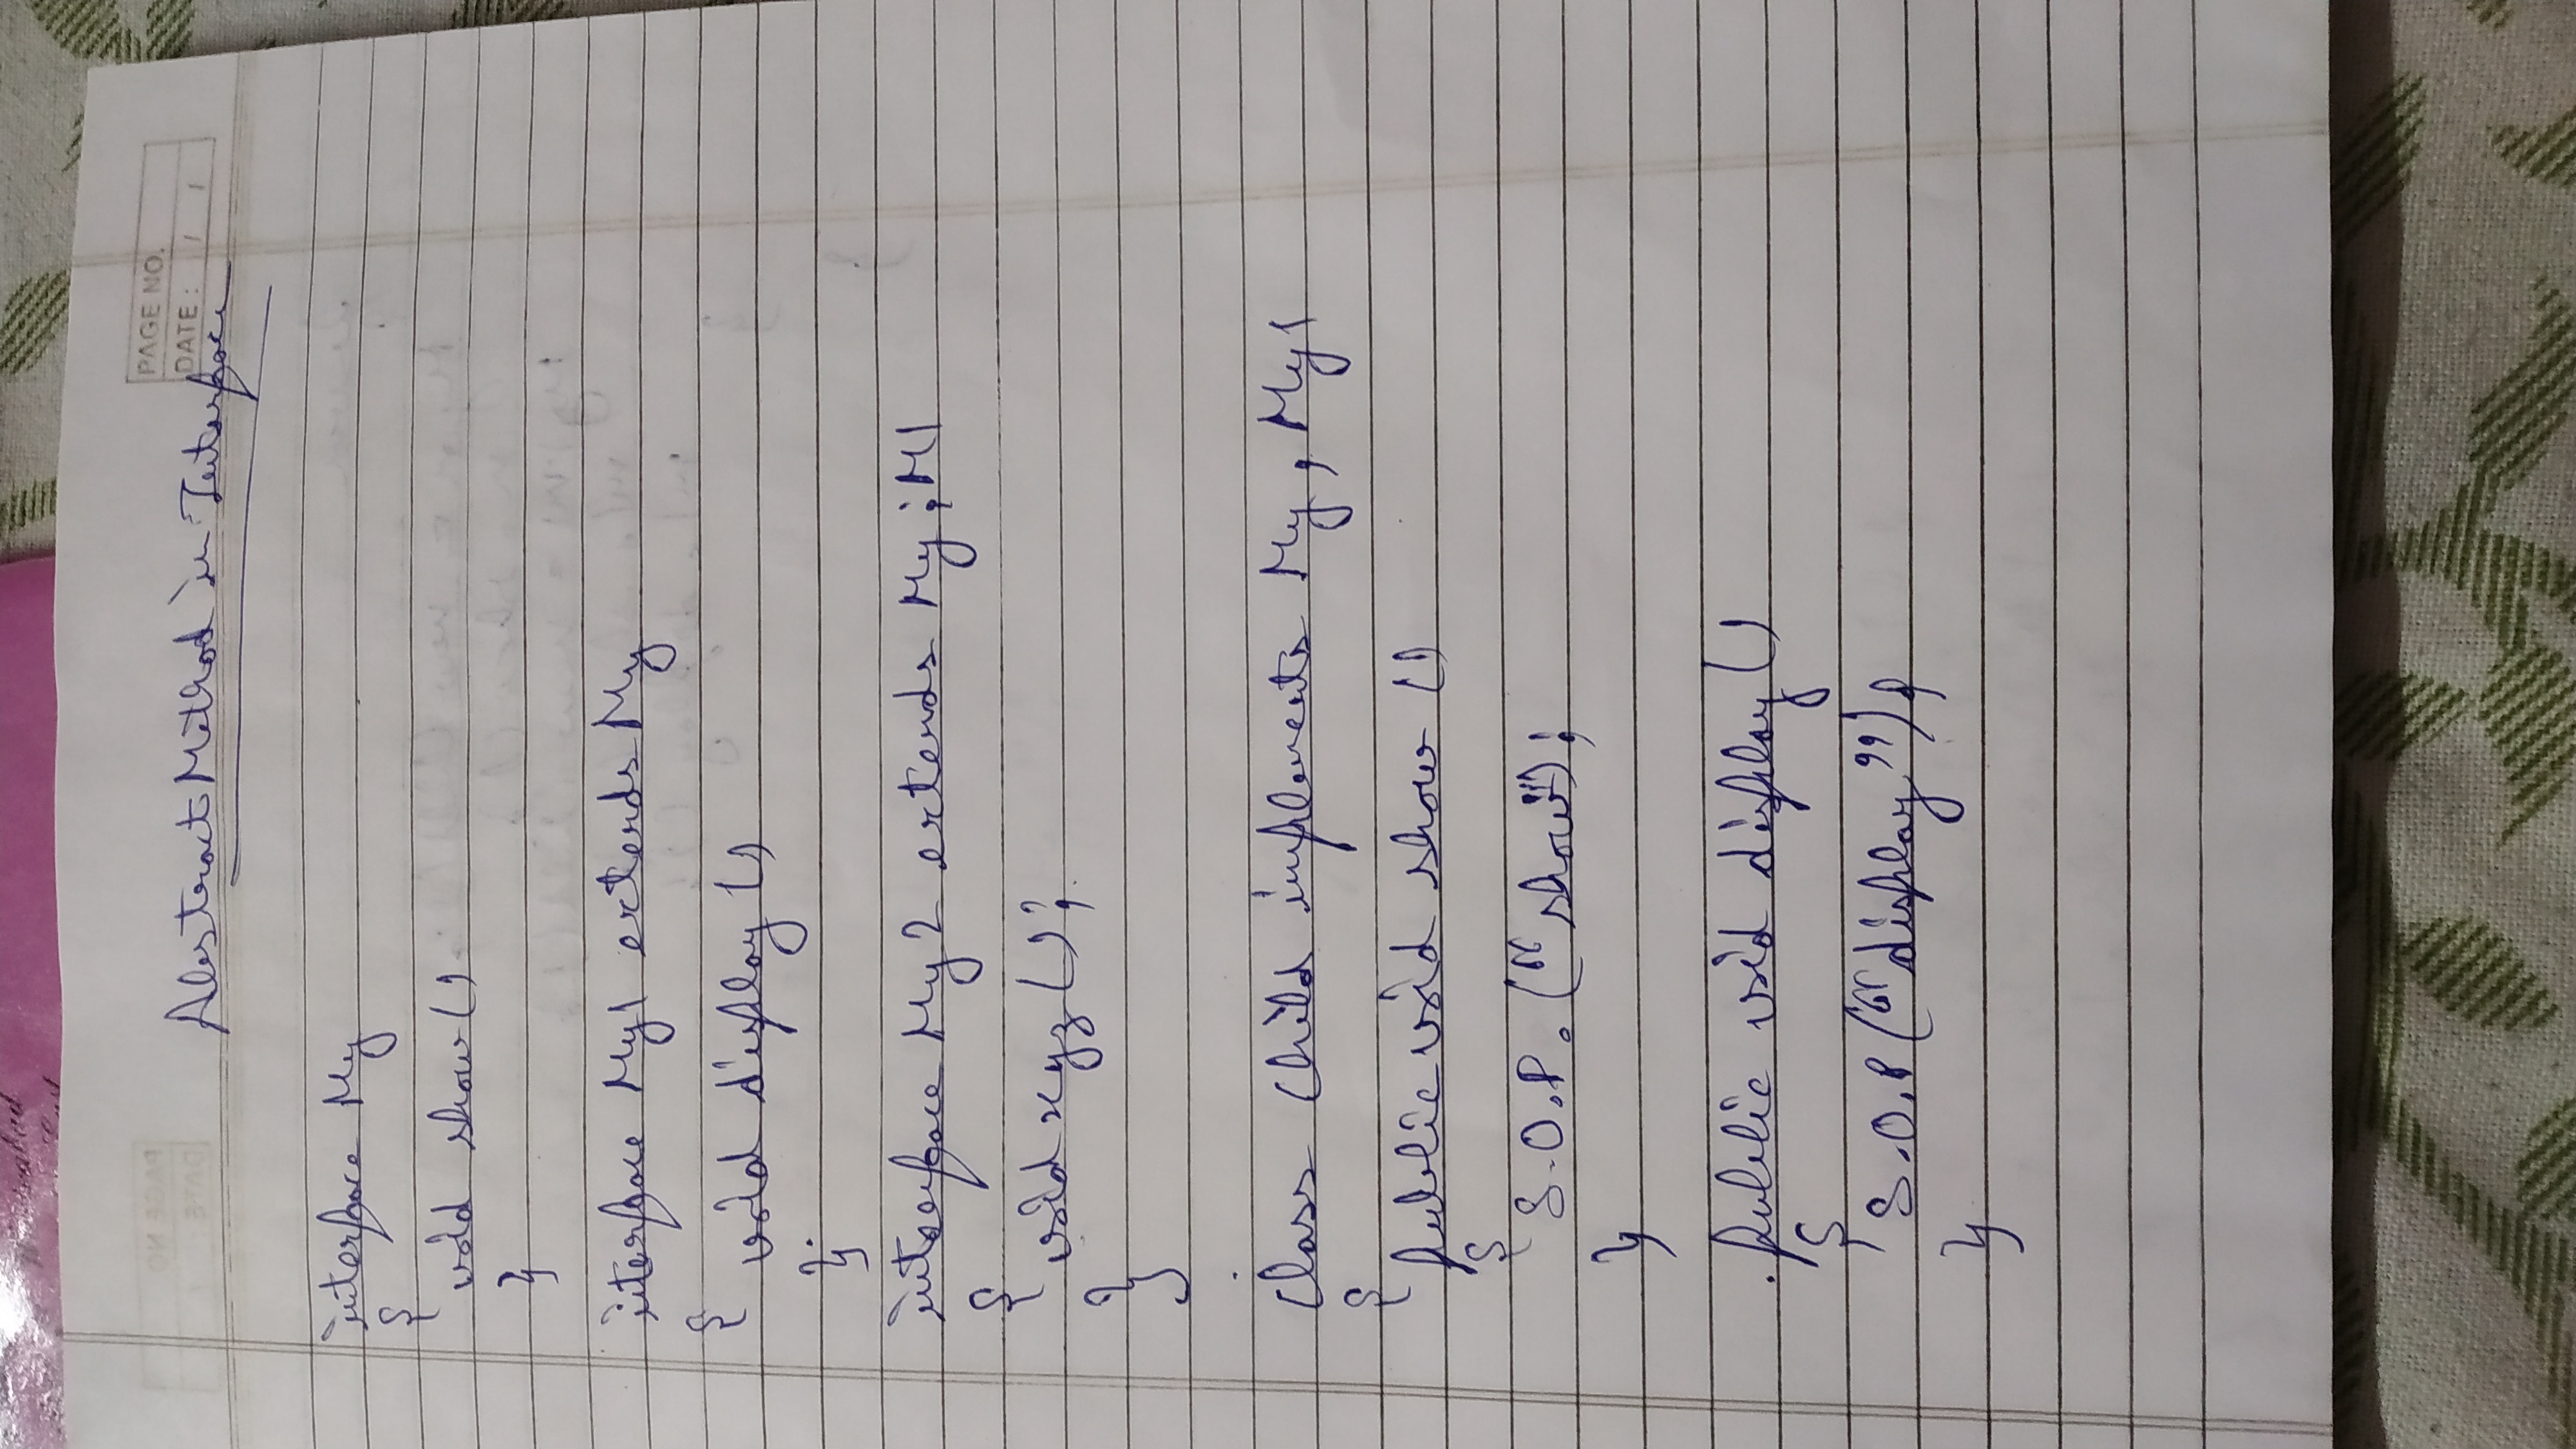 East
PAGE NO.
DATE : / /
Abstract Method in Interface
interface My
{
void show()
}
interface My1 extends My
{ void display()
};
interface My2 extends My; M1
{
void xyz();
}
Class Child implements My, My1
{
public void show ()
{
S.O.P. ("show");
}
public void display()
{
S.O.P ("display");
}